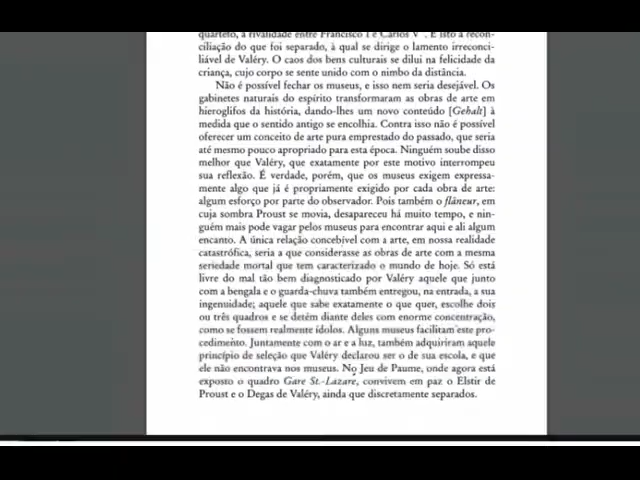 quarteto, a rivalidade entre Francisco I e Carlos V". É isto a recon-
ciliação do que foi separado, à qual se dirige o lamento irreconci-
liável de Valéry. O caos dos bens culturais se dilui na felicidade da
criança, cujo corpo se sente unido com o nimbo da distância.
Não é possível fechar os museus, e isso nem seria desejável. Os
gabinetes naturais do espírito transformaram as obras de arte em
hieroglifos da história, dando-lhes um novo conteúdo [Gehalt] à
medida que o sentido antigo se encolhia. Contra isso não é possível
oferecer um conceito de arte pura emprestado do passado, que seria
até mesmo pouco apropriado para esta época. Ninguém soube disso
melhor que Valéry, que exatamente por este motivo interrompeu
sua reflexão. É verdade, porém, que os museus exigem expressa-
mente algo que já é propriamente exigido por cada obra de arte:
algum esforço por parte do observador. Pois também o flâneur, em
cuja sombra Proust se movia, desapareceu há muito tempo, e nin-
guém mais pode vagar pelos museus para encontrar aqui e ali algum
encanto. A única relação concebível com a arte, em nossa realidade
catastrófica, seria a que considerasse as obras de arte com a mesma
seriedade mortal que tem caracterizado o mundo de hoje. Só está
livre do mal tão bem diagnosticado por Valéry aquele que junto
com a bengala e o guarda-chuva também entregou, na entrada, a sua
ingenuidade; aquele que sabe exatamente o que quer, escolhe dois
ou três quadros e se detém diante deles com enorme concentração,
como se fossem realmente ídolos. Alguns museus facilitam este pro-
cedimento. Juntamente com o ar e a luz, também adquiriram aquele
princípio de seleção que Valéry declarou ser o de sua escola, e que
ele não encontrava nos museus. No Jeu de Paume, onde agora está
exposto o quadro Gare St.-Lazare, convivem em paz o Elstir de
Proust e o Degas de Valéry, ainda que discretamente separados.